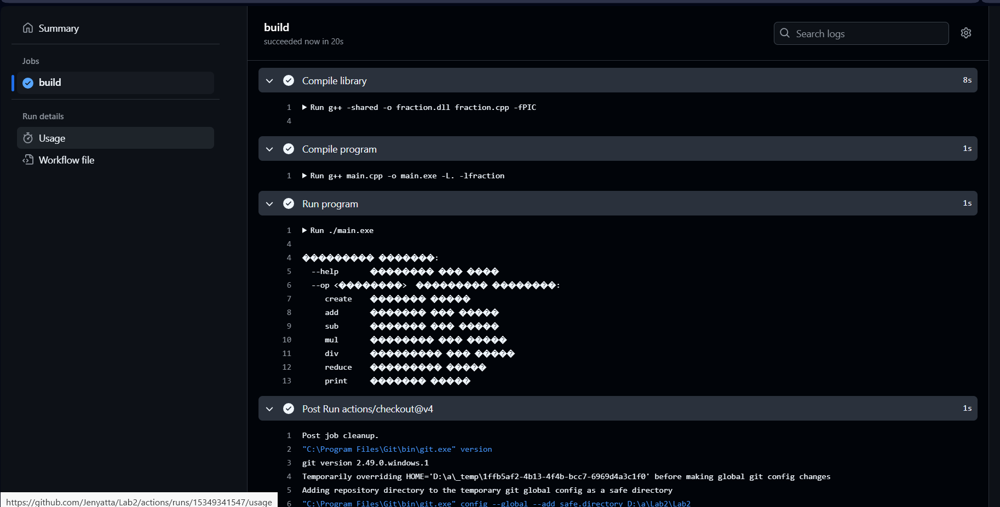 Summary
Jobs
build
Run details
Usage
Workflow file
build
succeeded now in 20s
Search logs
Compile library 8s
1 Run g++ -shared -o fraction.dll fraction.cpp -fPIC
4
Compile program 1s
1 Run g++ main.cpp -o main.exe -L. -lfraction
Run program 1s
1 Run ./main.exe
4
4 ��������� �������:
5 --help �������� ��� ����
6 --op <��������> ��������� ��������:
7 create ������� �����
8 add ������� ��� �����
9 sub ������� ��� �����
10 mul �������� ��� �����
11 div ��������� ��� �����
12 reduce ��������� �����
13 print ������� �����
Post Run actions/checkout@v4 1s
1 Post job cleanup.
2 "C:\Program Files\Git\bin\git.exe" version
3 git version 2.49.0.windows.1
4 Temporarily overriding HOME='D:\a\_temp\1ffb5af2-4b13-4f4b-bcc7-6969d4a3c1f0' before making global git config changes
5 Adding repository directory to the temporary git global config as a safe directory
6 "C:\Program Files\Git\bin\git.exe" config --global --add safe.directory D:\a\Lab2\Lab2
https://github.com/Jenyatta/Lab2/actions/runs/15349341547/usage